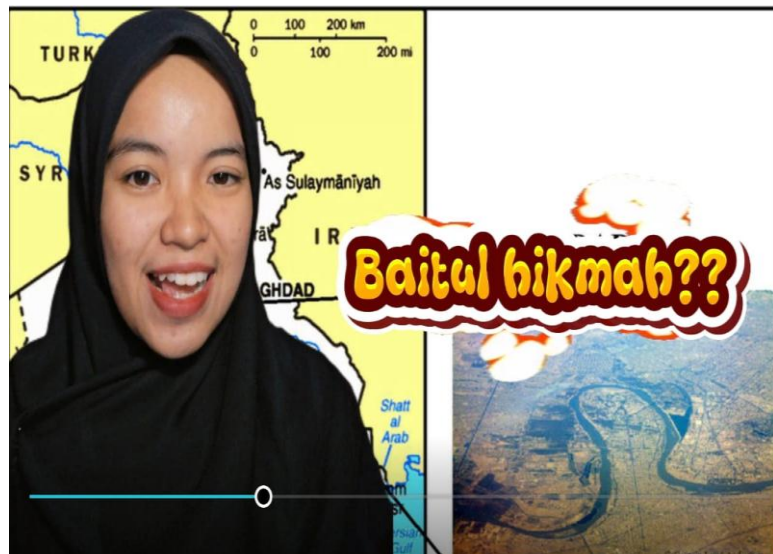 0 100 200 km
0 100 200 mi
TURK
SYR
As Sulaymānīyah
IR
GHDAD
Baitul hikmah??
Shatt
al
Arab
Gulf